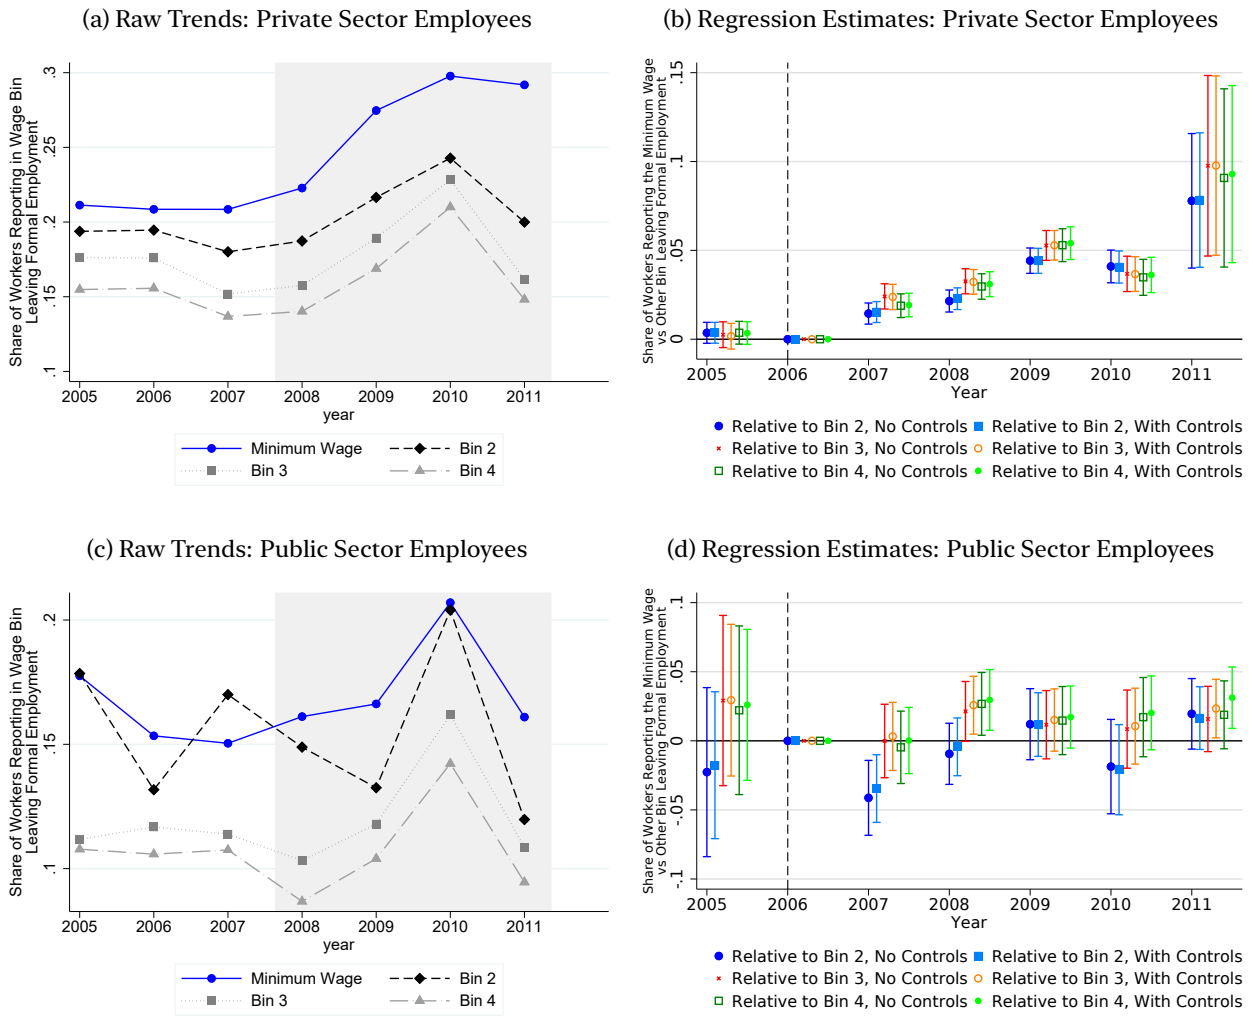 (a) Raw Trends: Private Sector Employees
Share of Workers Reporting in Wage Bin
Leaving Formal Employment
.3
.25
.2
.15
.1
2005 2006 2007 2008 2009 2010 2011
year
Minimum Wage Bin 2
Bin 3 Bin 4
(b) Regression Estimates: Private Sector Employees
Share of Workers Reporting the Minimum Wage
vs Other Bin Leaving Formal Employment
.15
.1
.05
0
2005 2006 2007 2008 2009 2010 2011
Year
Relative to Bin 2, No Controls Relative to Bin 2, With Controls
Relative to Bin 3, No Controls Relative to Bin 3, With Controls
Relative to Bin 4, No Controls Relative to Bin 4, With Controls
(c) Raw Trends: Public Sector Employees
Share of Workers Reporting in Wage Bin
Leaving Formal Employment
.2
.15
.1
2005 2006 2007 2008 2009 2010 2011
year
Minimum Wage Bin 2
Bin 3 Bin 4
(d) Regression Estimates: Public Sector Employees
Share of Workers Reporting the Minimum Wage
vs Other Bin Leaving Formal Employment
.1
.05
0
-.05
-.1
2005 2006 2007 2008 2009 2010 2011
Year
Relative to Bin 2, No Controls Relative to Bin 2, With Controls
Relative to Bin 3, No Controls Relative to Bin 3, With Controls
Relative to Bin 4, No Controls Relative to Bin 4, With Controls